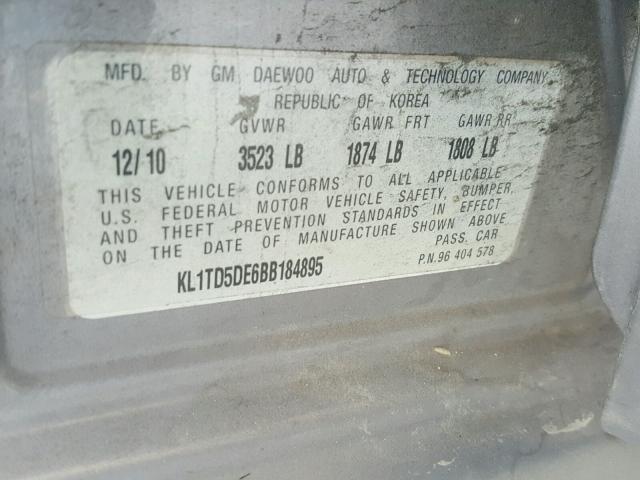 MFD. BY GM DAEWOO AUTO & TECHNOLOGY COMPANY
REPUBLIC OF KOREA
DATE GVWR GAWR FRT GAWR RR
12/10 3523 LB 1874 LB 1808 LB
THIS VEHICLE CONFORMS TO ALL APPLICABLE
U.S. FEDERAL MOTOR VEHICLE SAFETY, BUMPER,
AND THEFT PREVENTION STANDARDS IN EFFECT
ON THE DATE OF MANUFACTURE SHOWN ABOVE
PASS. CAR
KL1TD5DE6BB184895 P.N.96 404 578